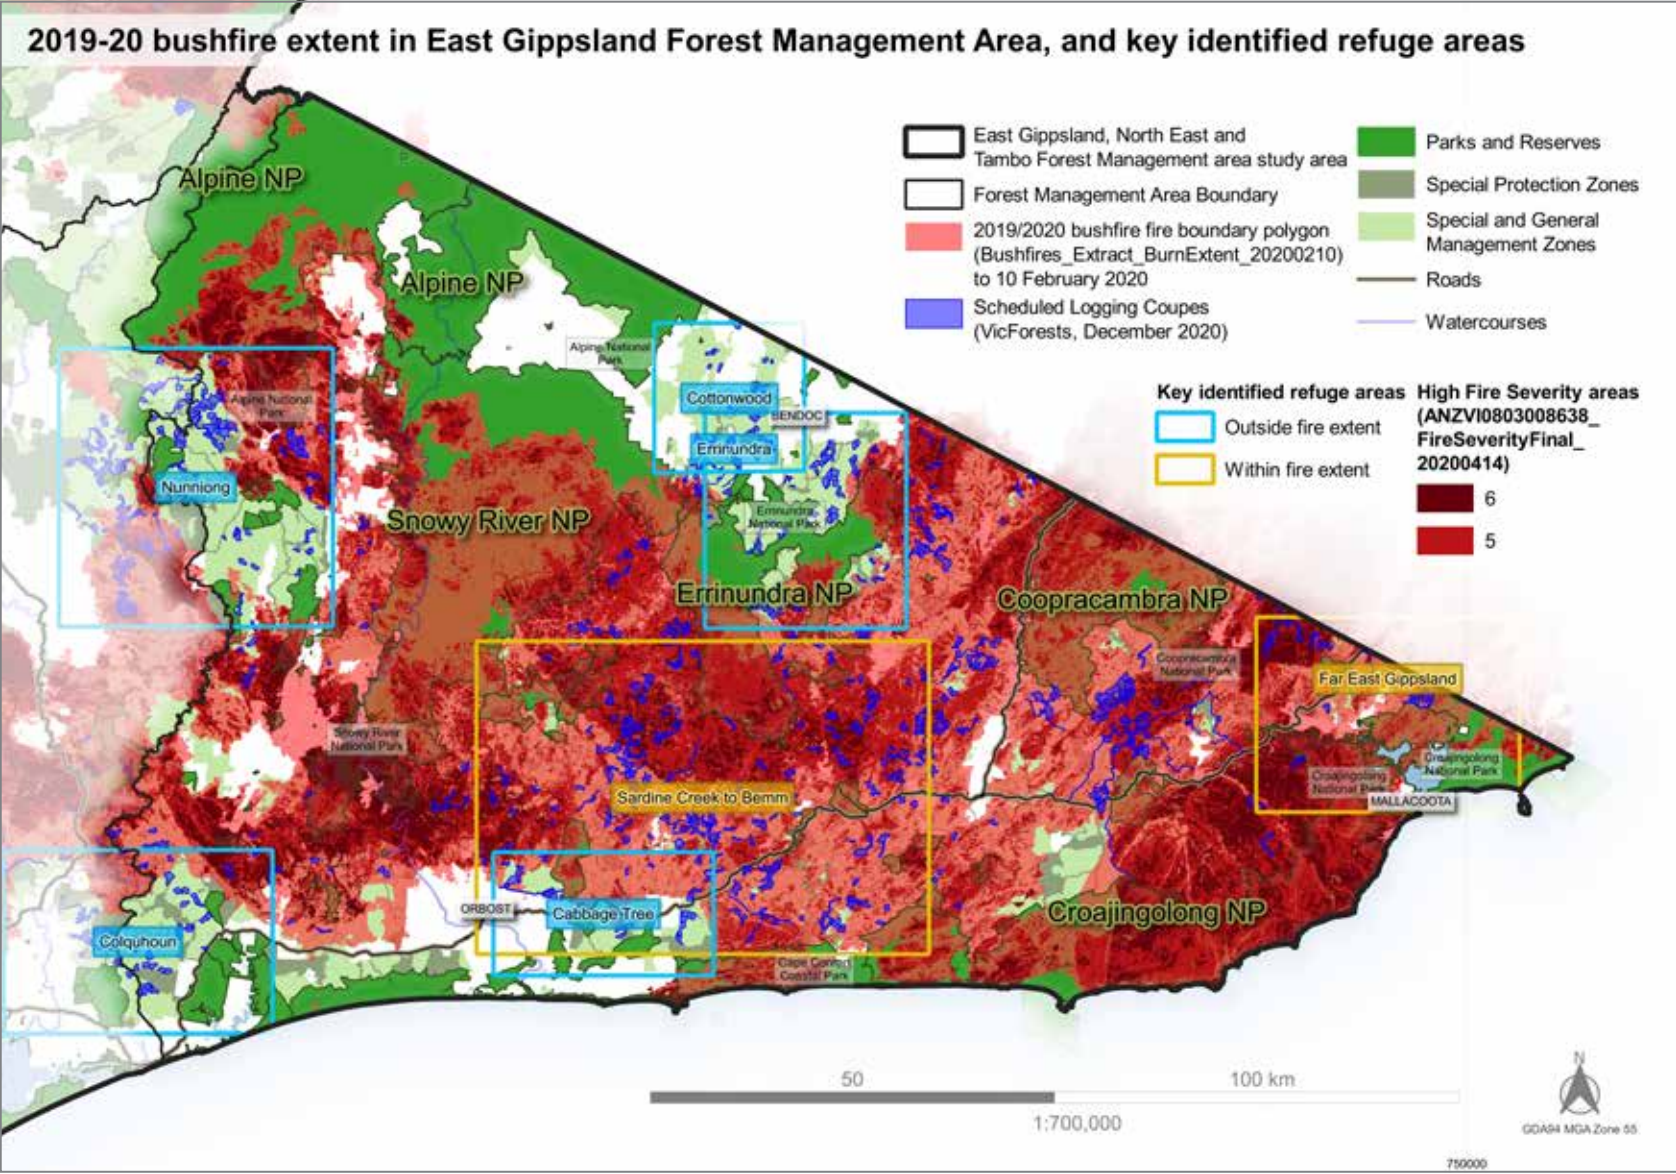 2019-20 bushfire extent in East Gippsland Forest Management Area, and key identified refuge areas
East Gippsland, North East and
Tambo Forest Management area study area
Forest Management Area Boundary
2019/2020 bushfire fire boundary polygon
(Bushfires_Extract_BurnExtent_20200210)
to 10 February 2020
Scheduled Logging Coupes
(VicForests, December 2020)
Parks and Reserves
Special Protection Zones
Special and General
Management Zones
Roads
Watercourses
Key identified refuge areas
Outside fire extent
Within fire extent
High Fire Severity areas
(ANZVI0803008638_
FireSeverityFinal_
20200414)
6
5
Alpine NP
Alpine NP
Alpine National
Park
Cottonwood
BENDOC
Errinundra
Alpine National
Park
Nunniong
Snowy River NP
Errinundra
National Park
Errinundra NP
Coopracambra NP
Coopracambra
National Park
Far East Gippsland
Snowy River
National Park
Croajingolong
National Park
Croajingolong
National Park
MALLACOOTA
Sardine Creek to Bemm
ORBOST
Cabbage Tree
Croajingolong NP
Colquhoun
Cape Conran
Coastal Park
50
100 km
1:700,000
N
GDA94 MGA Zone 55
750000